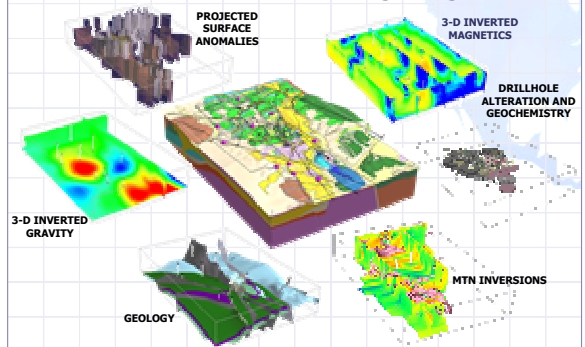 PROJECTED
SURFACE
ANOMALIES
3-D INVERTED
MAGNETICS
DRILLHOLE
ALTERATION AND
GEOCHEMISTRY
3-D INVERTED
GRAVITY
MTN INVERSIONS
GEOLOGY